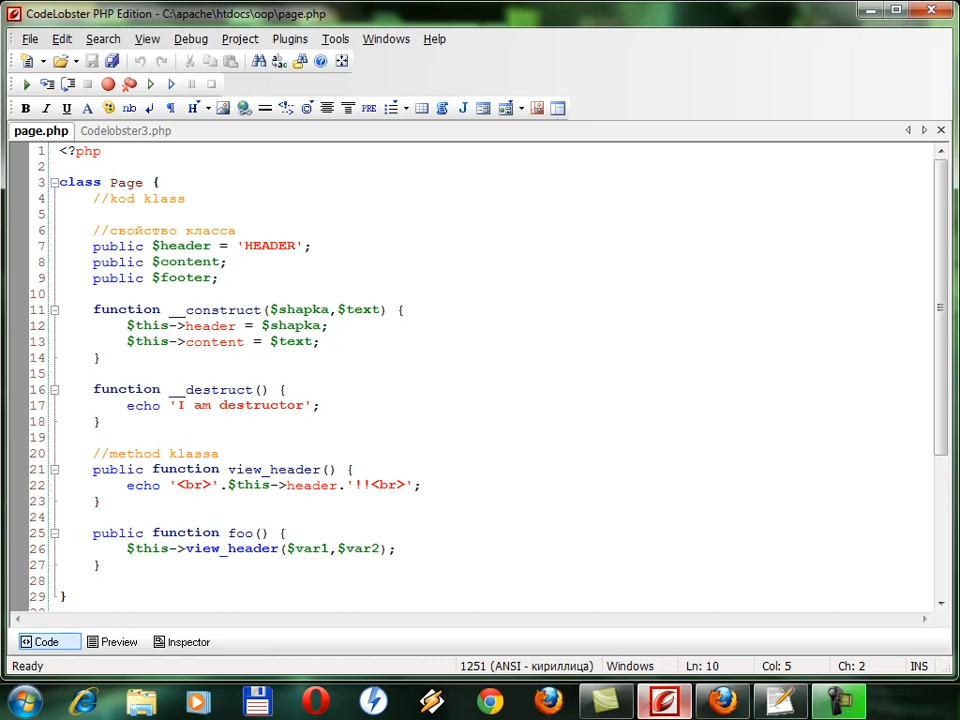 CodeLobster PHP Edition - C:\apache\htdocs\oop\page.php
File Edit Search View Debug Project Plugins Tools Windows Help
B I U A nb H PRE J
page.php Codelobster3.php
1 <?php
2
3 class Page {
4 //kod klass
5
6 //свойство класса
7 public $header = 'HEADER';
8 public $content;
9 public $footer;
10
11 function __construct($shapka,$text) {
12 $this->header = $shapka;
13 $this->content = $text;
14 }
15
16 function __destruct() {
17 echo 'I am destructor';
18 }
19
20 //method klassa
21 public function view_header() {
22 echo '<br>'.$this->header.'!!<br>';
23 }
24
25 public function foo() {
26 $this->view_header($var1,$var2);
27 }
28
29 }
Code Preview Inspector
Ready 1251 (ANSI - кириллица) Windows Ln: 10 Col: 5 Ch: 2 INS